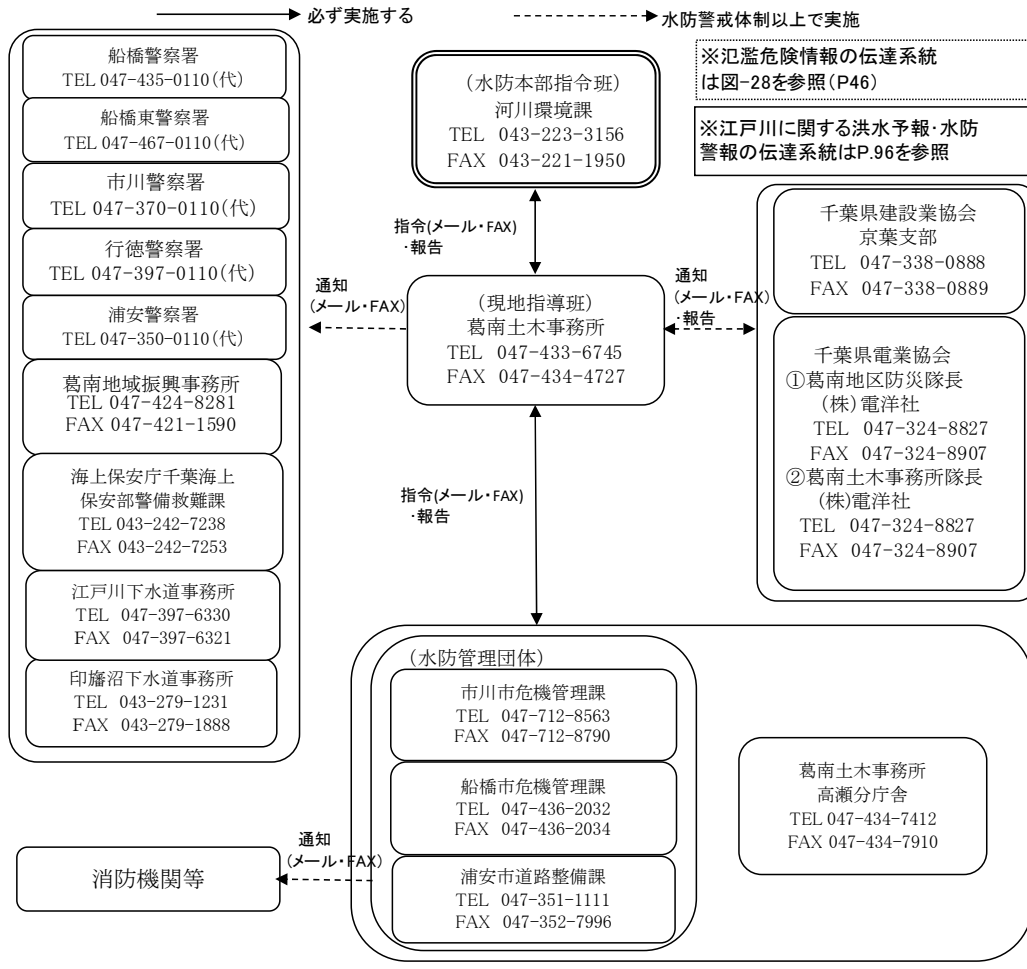 必ず実施する
水防警戒体制以上で実施
船橋警察署
TEL 047-435-0110(代)
船橋東警察署
TEL 047-467-0110(代)
市川警察署
TEL 047-370-0110(代)
行徳警察署
TEL 047-397-0110(代)
浦安警察署
TEL 047-350-0110(代)
葛南地域振興事務所
TEL 047-424-8281
FAX 047-421-1590
海上保安庁千葉海上
保安部警備救難課
TEL 043-242-7238
FAX 043-242-7253
江戸川下水道事務所
TEL 047-397-6330
FAX 047-397-6321
印旛沼下水道事務所
TEL 043-279-1231
FAX 043-279-1888
(水防本部指令班)
河川環境課
TEL 043-223-3156
FAX 043-221-1950
※氾濫危険情報の伝達系統
は図-28を参照(P46)
※江戸川に関する洪水予報・水防
警報の伝達系統はP.96を参照
指令(メール・FAX)
・報告
通知
(メール・FAX)
(現地指導班)
葛南土木事務所
TEL 047-433-6745
FAX 047-434-4727
通知
(メール・FAX)
・報告
千葉県建設業協会
京葉支部
TEL 047-338-0888
FAX 047-338-0889
千葉県電業協会
①葛南地区防災隊長
(株)電洋社
TEL 047-324-8827
FAX 047-324-8907
②葛南土木事務所隊長
(株)電洋社
TEL 047-324-8827
FAX 047-324-8907
指令(メール・FAX)
・報告
(水防管理団体)
市川市危機管理課
TEL 047-712-8563
FAX 047-712-8790
船橋市危機管理課
TEL 047-436-2032
FAX 047-436-2034
浦安市道路整備課
TEL 047-351-1111
FAX 047-352-7996
葛南土木事務所
高瀬分庁舎
TEL 047-434-7412
FAX 047-434-7910
通知
(メール・FAX)
消防機関等